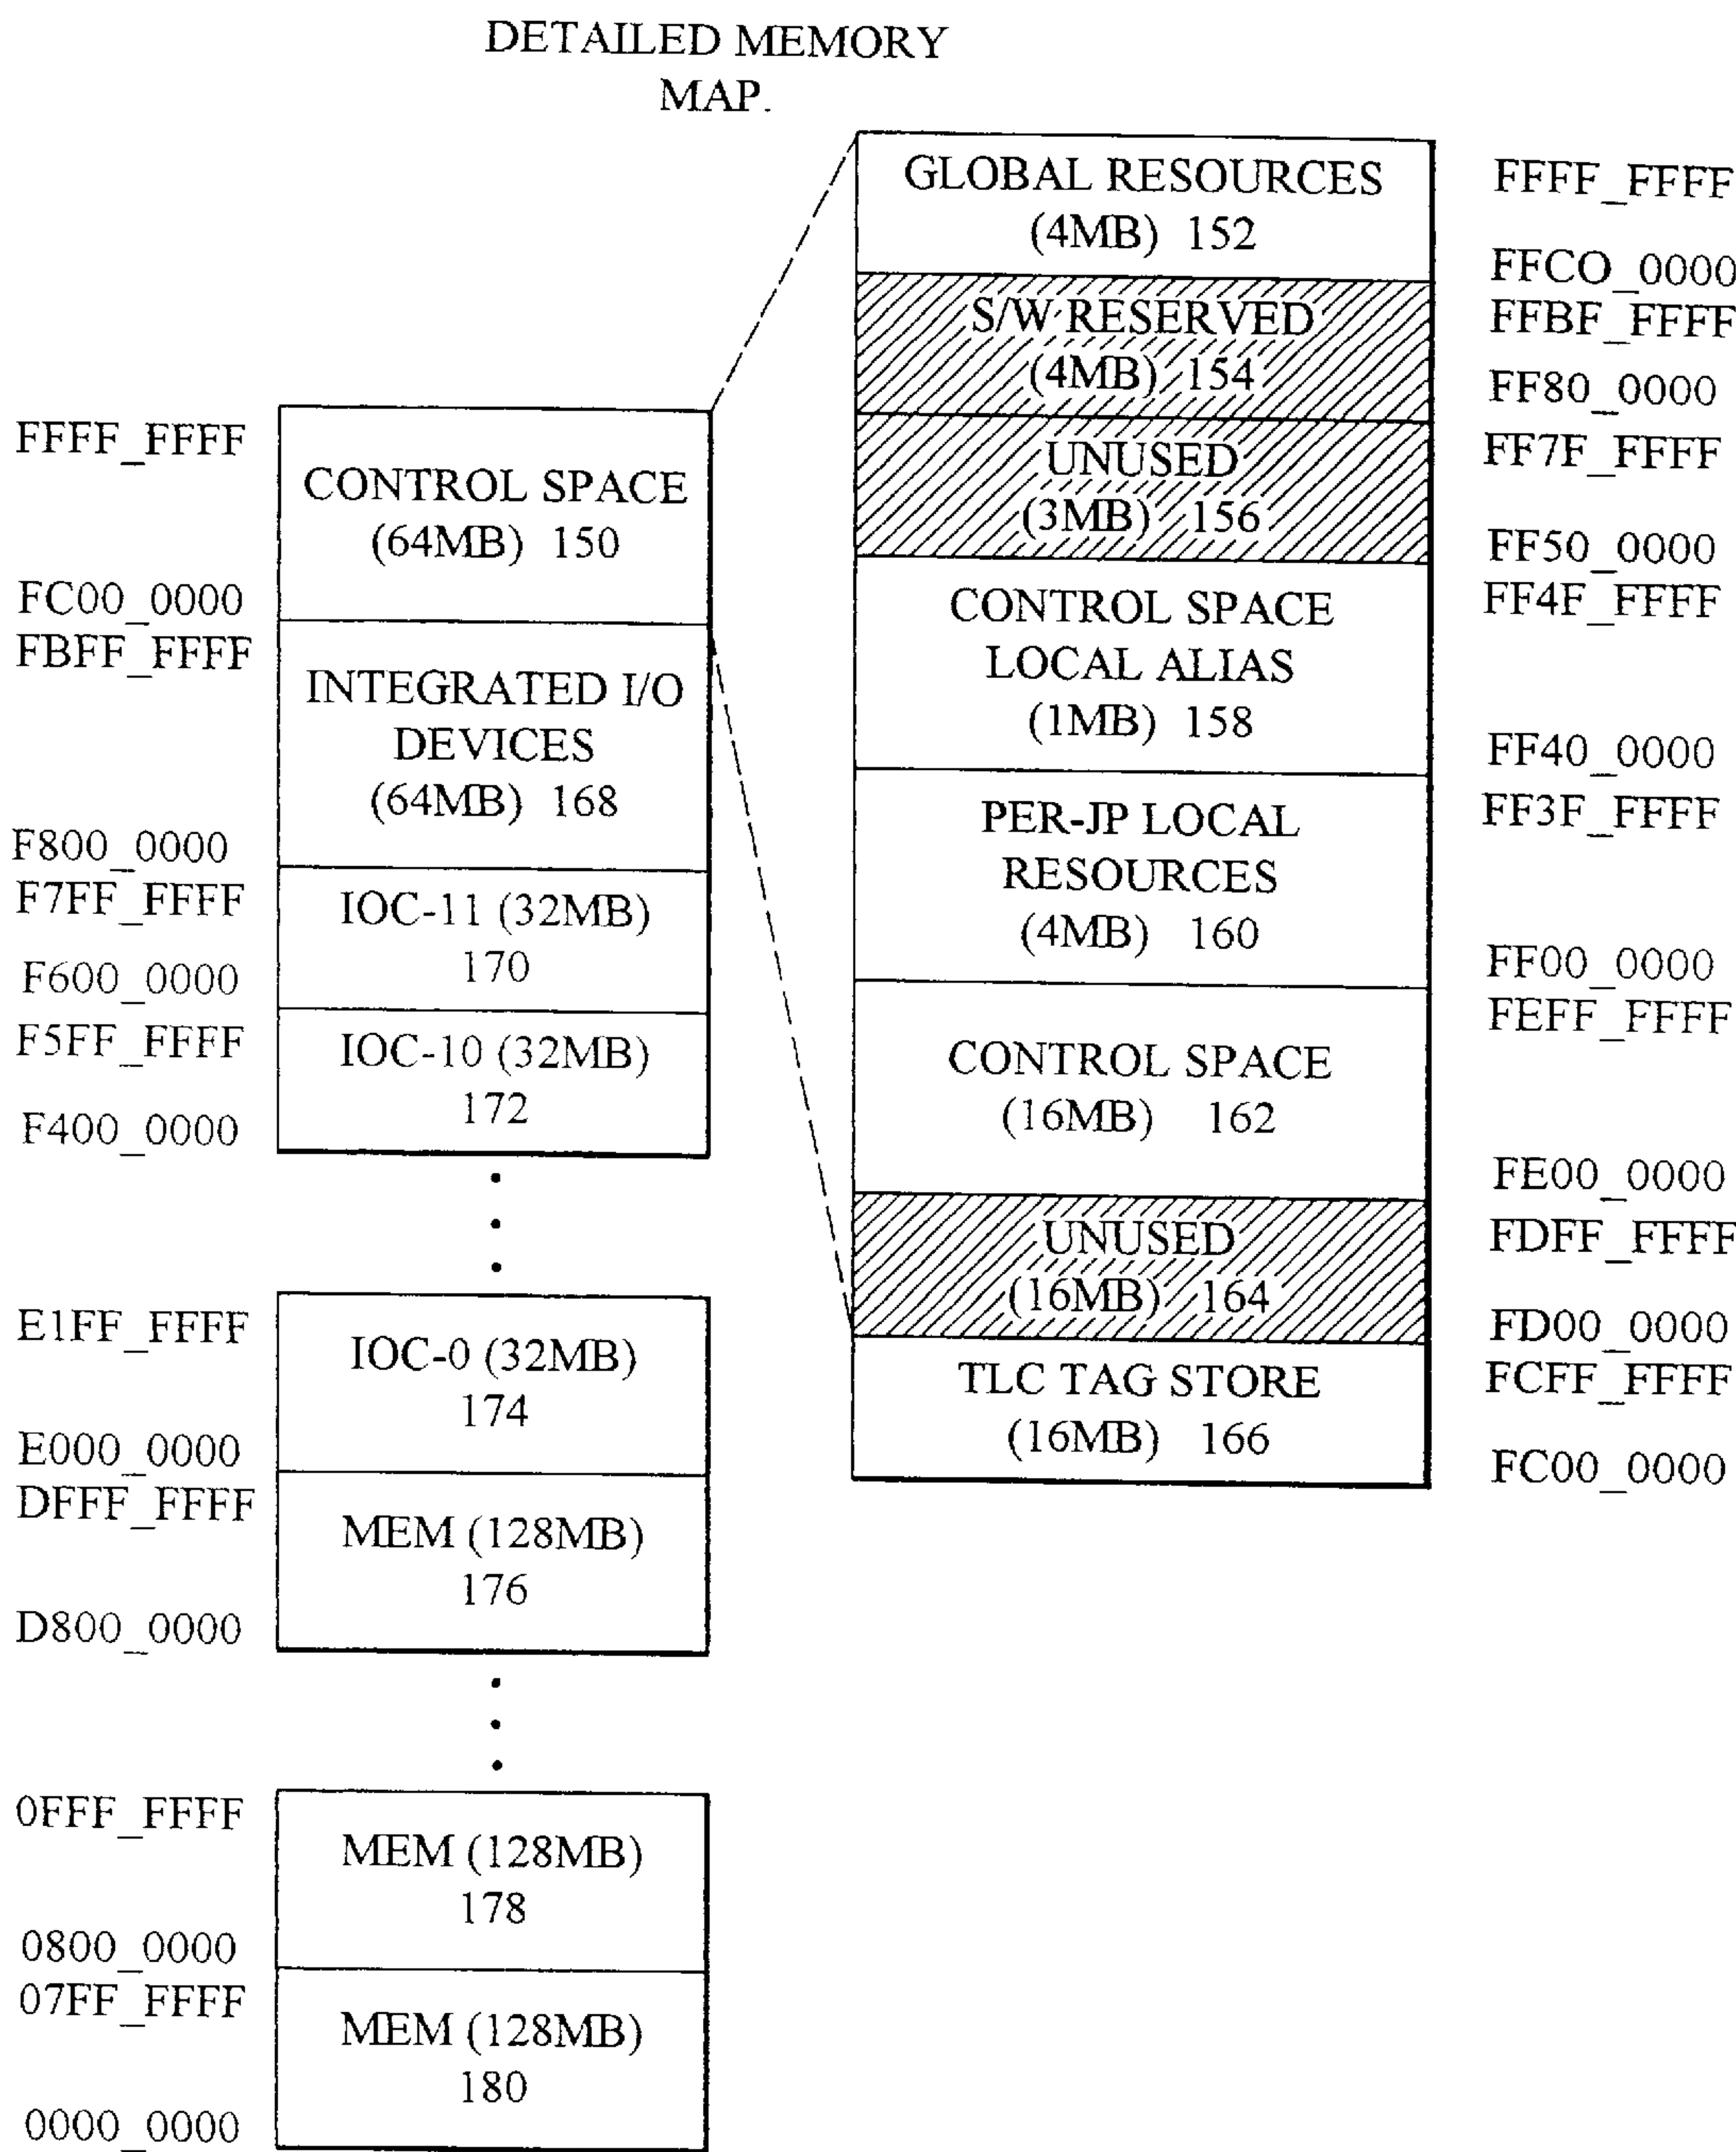 DETAILED MEMORY
MAP.
FFFF_FFFF
CONTROL SPACE
(64MB) 150
FC00_0000
FBFF_FFFF
INTEGRATED I/O
DEVICES
(64MB) 168
F800_0000
F7FF_FFFF
IOC-11 (32MB)
170
F600_0000
F5FF_FFFF
IOC-10 (32MB)
172
F400_0000
E1FF_FFFF
IOC-0 (32MB)
174
E000_0000
DFFF_FFFF
MEM (128MB)
176
D800_0000
0FFF_FFFF
MEM (128MB)
178
0800_0000
07FF_FFFF
MEM (128MB)
180
0000_0000
GLOBAL RESOURCES
(4MB) 152
FFFF_FFFF
FFCO_0000
S/W RESERVED
(4MB) 154
FFBF_FFFF
FF80_0000
UNUSED
(3MB) 156
FF7F_FFFF
FF50_0000
CONTROL SPACE
LOCAL ALIAS
(1MB) 158
FF4F_FFFF
FF40_0000
PER-JP LOCAL
RESOURCES
(4MB) 160
FF3F_FFFF
FF00_0000
CONTROL SPACE
(16MB) 162
FEFF_FFFF
FE00_0000
UNUSED
(16MB) 164
FDFF_FFFF
FD00_0000
TLC TAG STORE
(16MB) 166
FCFF_FFFF
FC00_0000